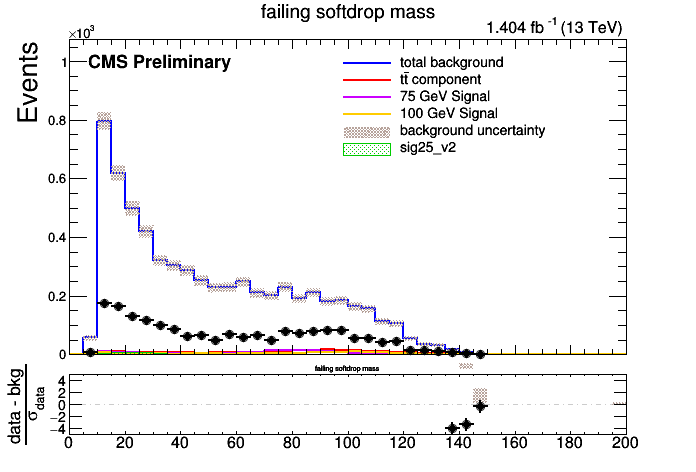 failing softdrop mass
×10³
1.404 fb⁻¹ (13 TeV)
CMS Preliminary
total background
tt̄ component
75 GeV Signal
100 GeV Signal
background uncertainty
sig25_v2
Events
1
0.8
0.6
0.4
0.2
0
failing softdrop mass
data - bkg
σ data
4
2
0
−2
−4
0 20 40 60 80 100 120 140 160 180 200